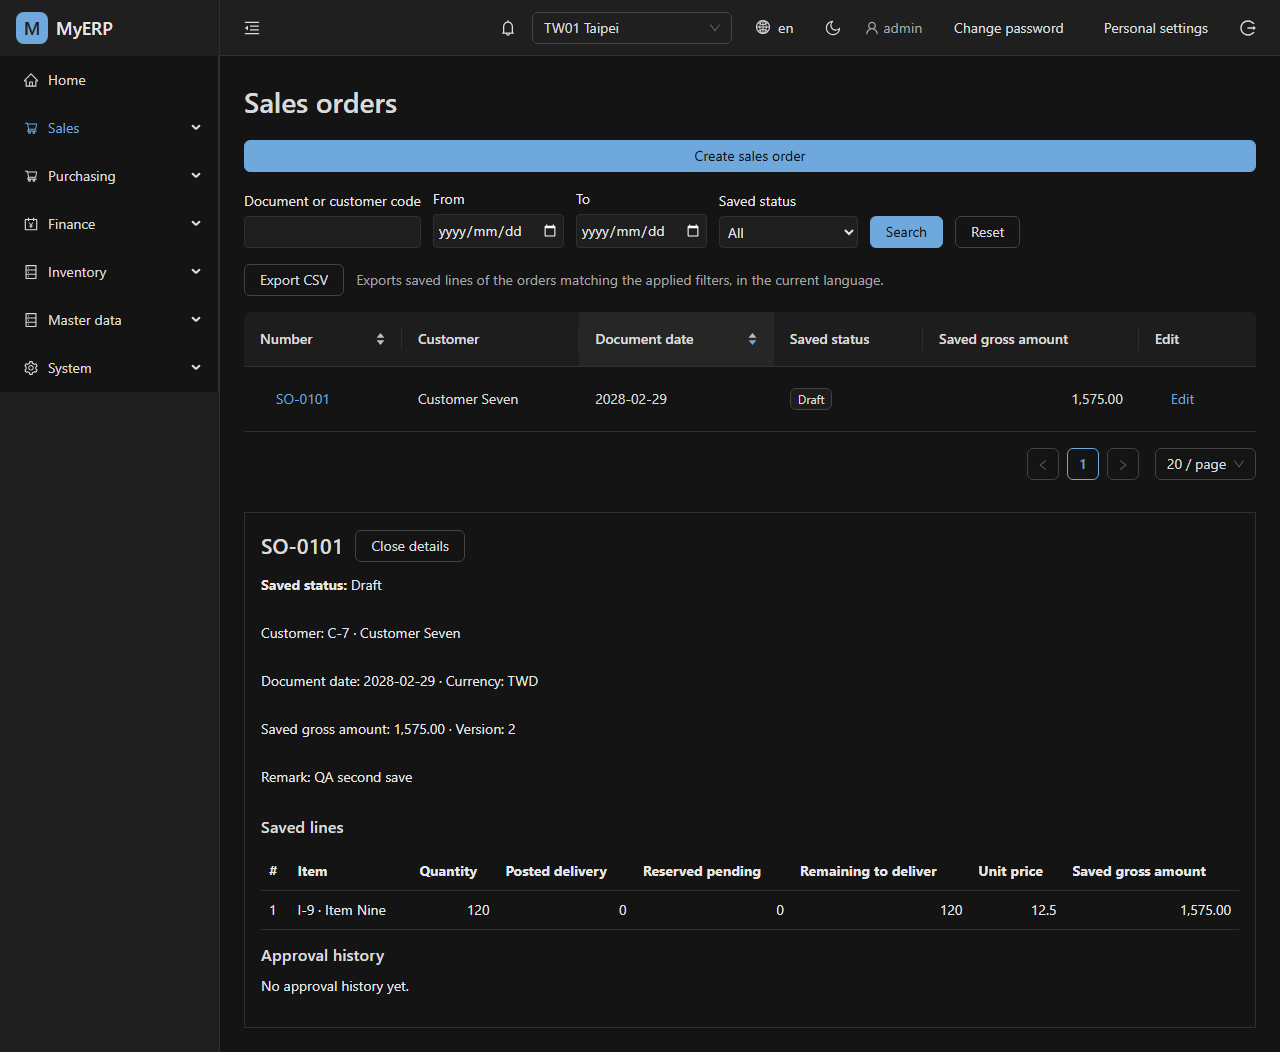 M MyERP
TW01 Taipei en admin Change password Personal settings
Home
Sales
Purchasing
Finance
Inventory
Master data
System
Sales orders
Create sales order
Document or customer code From To Saved status
yyyy/mm/dd yyyy/mm/dd All Search Reset
Export CSV Exports saved lines of the orders matching the applied filters, in the current language.
Number Customer Document date Saved status Saved gross amount Edit
SO-0101 Customer Seven 2028-02-29 Draft 1,575.00 Edit
< 1 > 20 / page
SO-0101 Close details
Saved status: Draft
Customer: C-7 · Customer Seven
Document date: 2028-02-29 · Currency: TWD
Saved gross amount: 1,575.00 · Version: 2
Remark: QA second save
Saved lines
# Item Quantity Posted delivery Reserved pending Remaining to deliver Unit price Saved gross amount
1 I-9 · Item Nine 120 0 0 120 12.5 1,575.00
Approval history
No approval history yet.